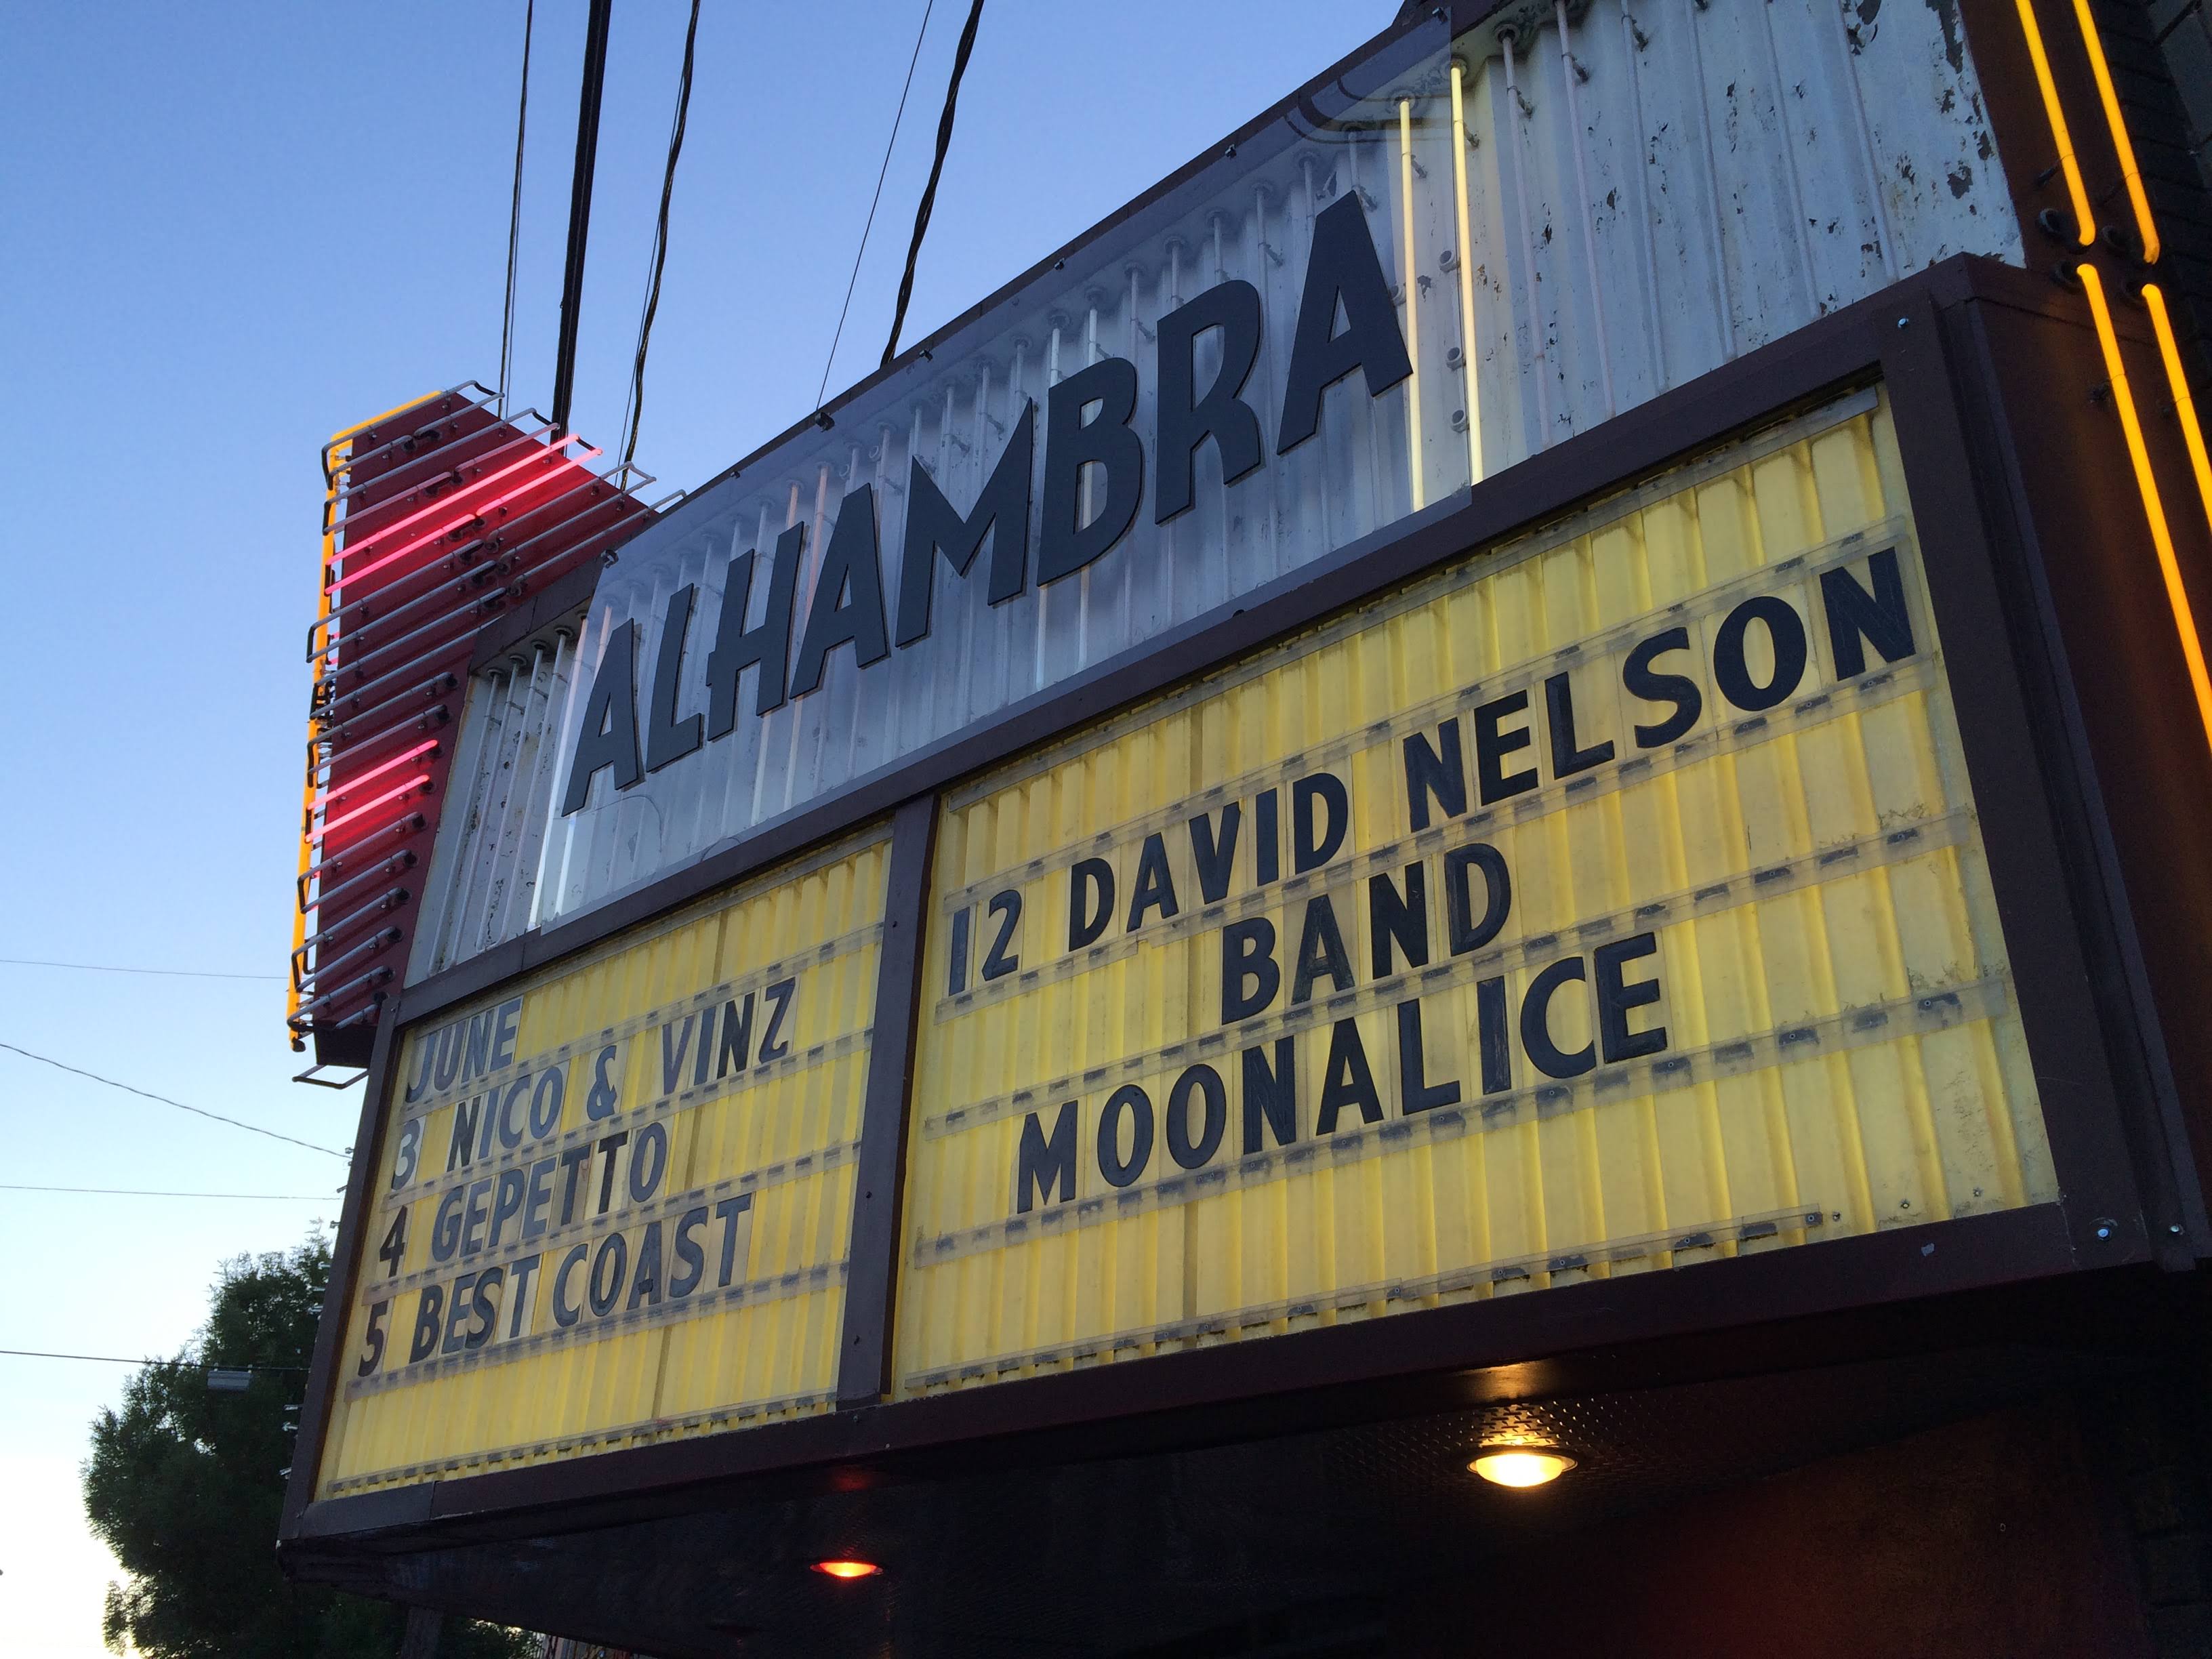 ALHAMBRA
JUNE
3 NICO & VINZ
4 GEPETTO
5 BEST COAST
12 DAVID NELSON
BAND
MOONALICE